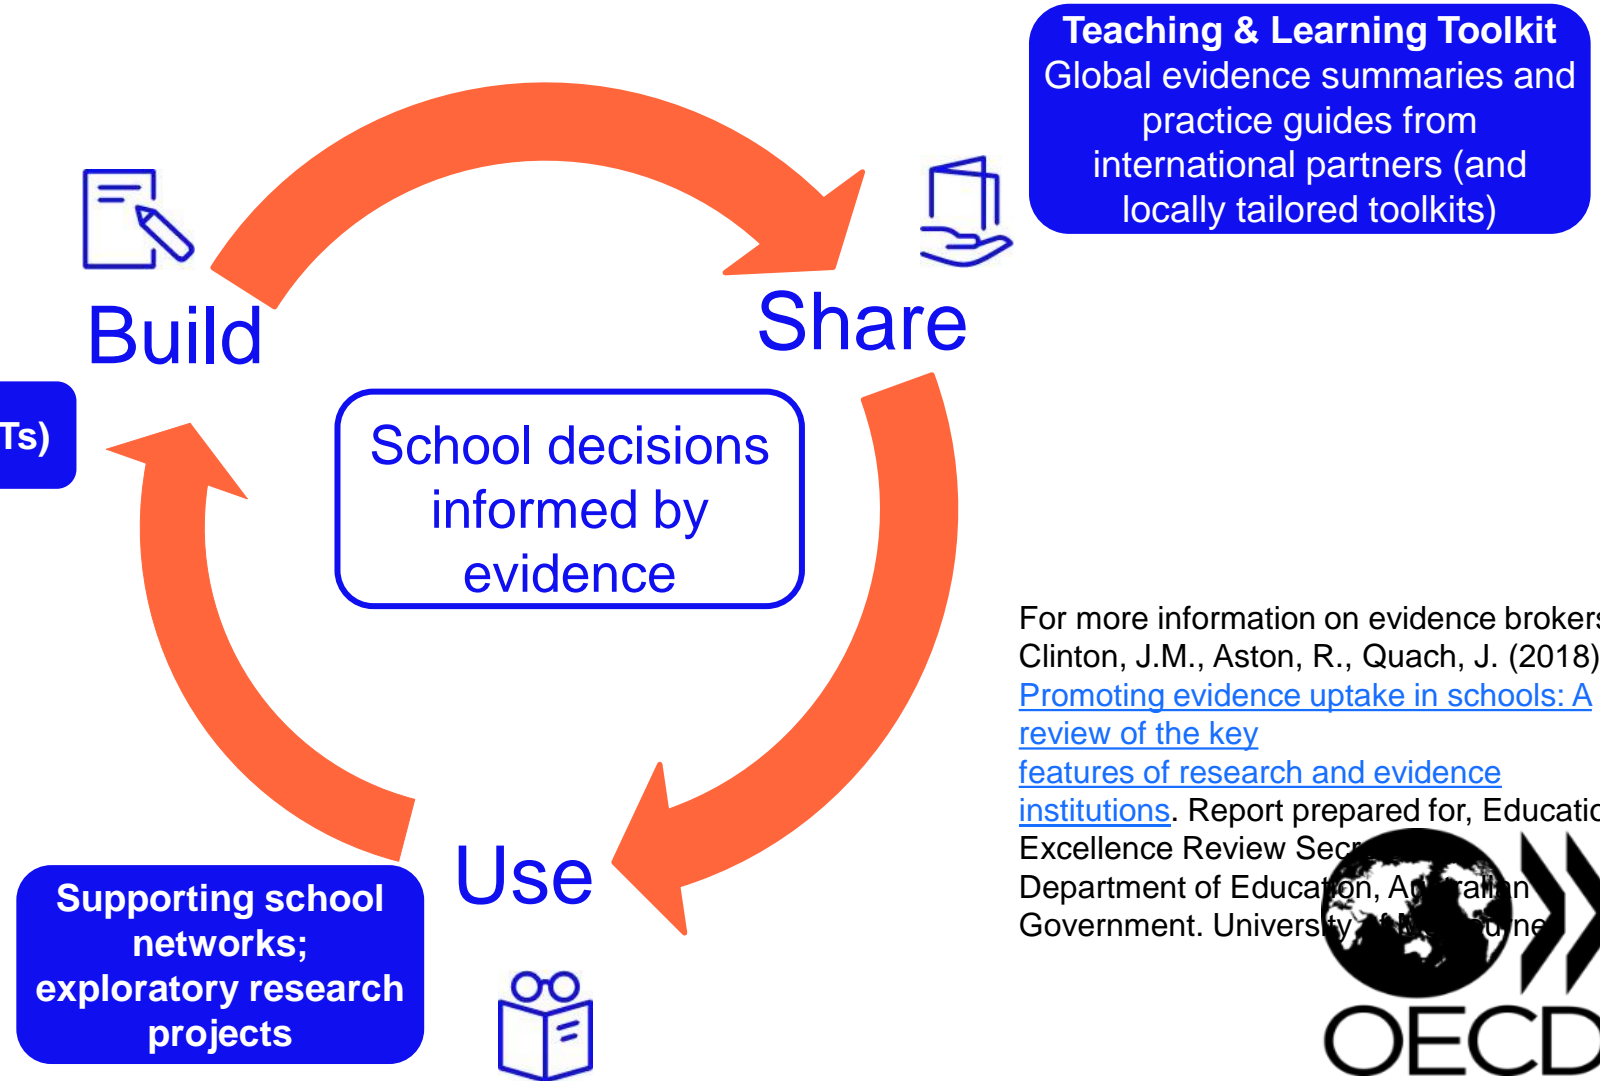 Teaching & Learning Toolkit
Global evidence summaries and
practice guides from
international partners (and
locally tailored toolkits)
Build
Share
Ts)
School decisions
informed by
evidence
For more information on evidence brokers
Clinton, J.M., Aston, R., Quach, J. (2018)
Promoting evidence uptake in schools: A
review of the key
features of research and evidence
institutions. Report prepared for, Educatio
Excellence Review
Department of Education,
Government. University
Use
Supporting school
networks;
exploratory research
projects
OECD